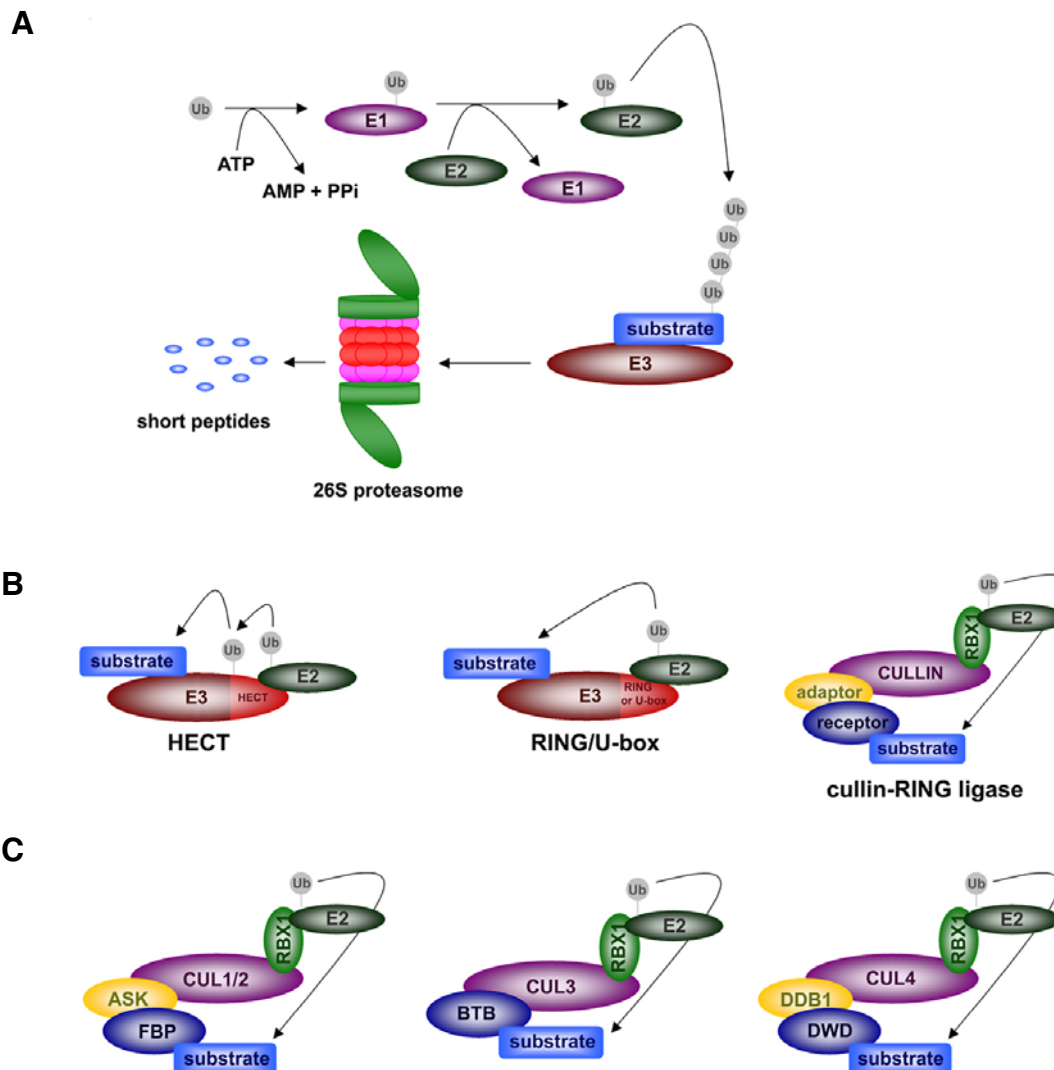 A
Ub
Ub
E1
Ub
E2
ATP
AMP + PPi
E2
E1
Ub
Ub
Ub
Ub
substrate
E3
short peptides
26S proteasome
B
Ub
Ub
substrate
E2
E3
HECT
HECT
Ub
substrate
E2
E3
RING
or U-box
RING/U-box
Ub
E2
RBX1
CULLIN
adaptor
receptor
substrate
cullin-RING ligase
C
Ub
E2
RBX1
CUL1/2
ASK
FBP
substrate
Ub
E2
RBX1
CUL3
BTB
substrate
Ub
E2
RBX1
CUL4
DDB1
DWD
substrate